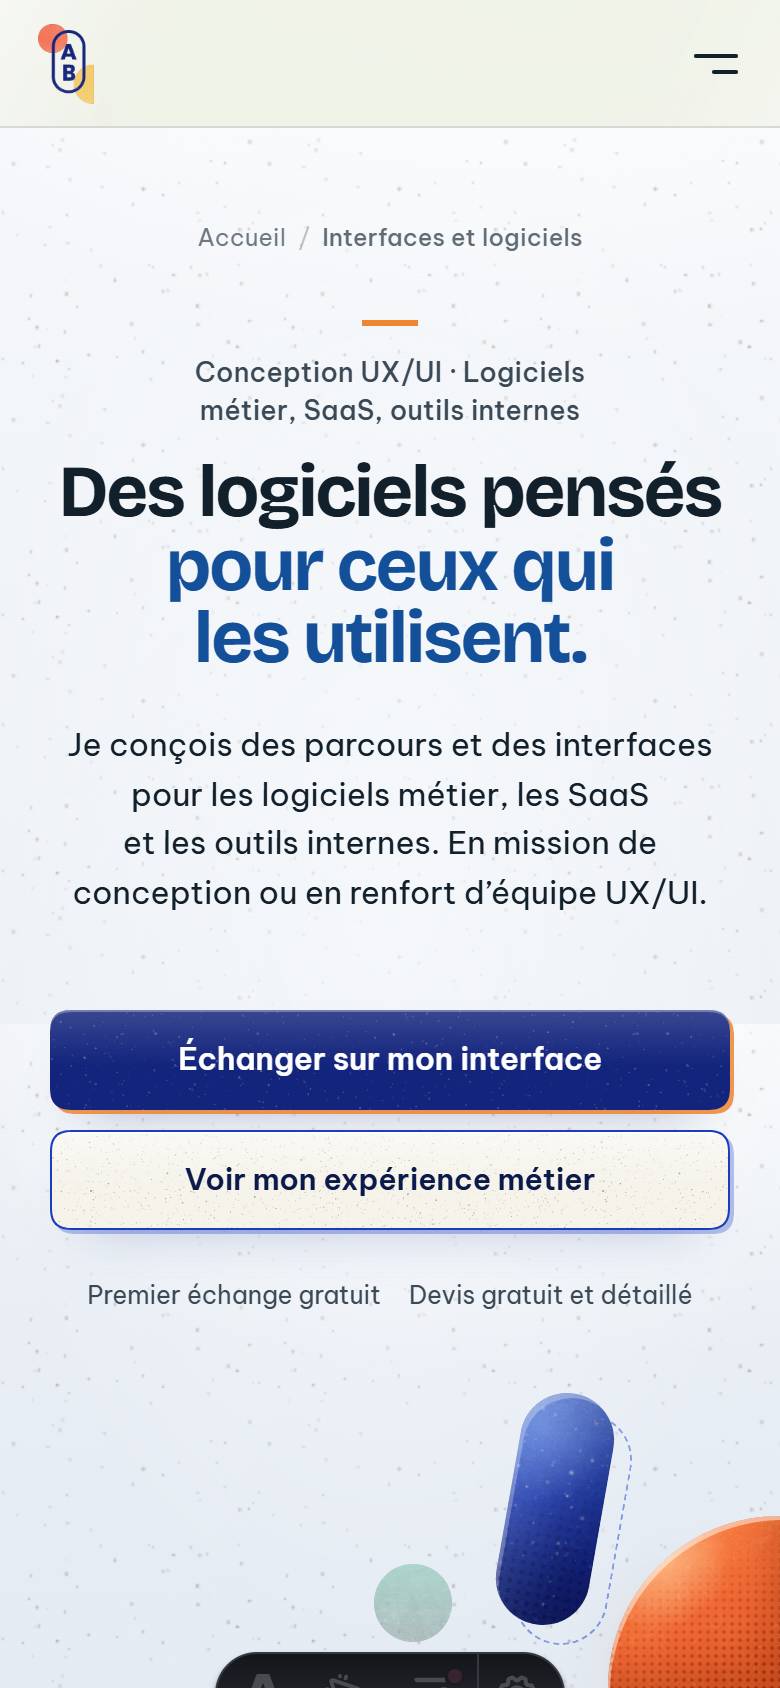 A
B
Accueil / Interfaces et logiciels
Conception UX/UI · Logiciels
métier, SaaS, outils internes
Des logiciels pensés
pour ceux qui
les utilisent.
Je conçois des parcours et des interfaces
pour les logiciels métier, les SaaS
et les outils internes. En mission de
conception ou en renfort d’équipe UX/UI.
Échanger sur mon interface
Voir mon expérience métier
Premier échange gratuit Devis gratuit et détaillé